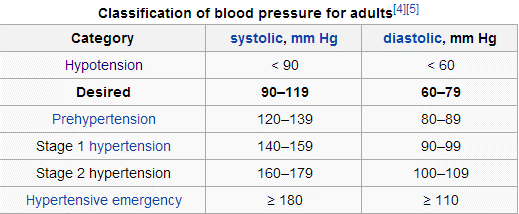 Classification of blood pressure for adults[4][5]
Category systolic, mm Hg diastolic, mm Hg
Hypotension < 90 < 60
Desired 90–119 60–79
Prehypertension 120–139 80–89
Stage 1 hypertension 140–159 90–99
Stage 2 hypertension 160–179 100–109
Hypertensive emergency ≥ 180 ≥ 110